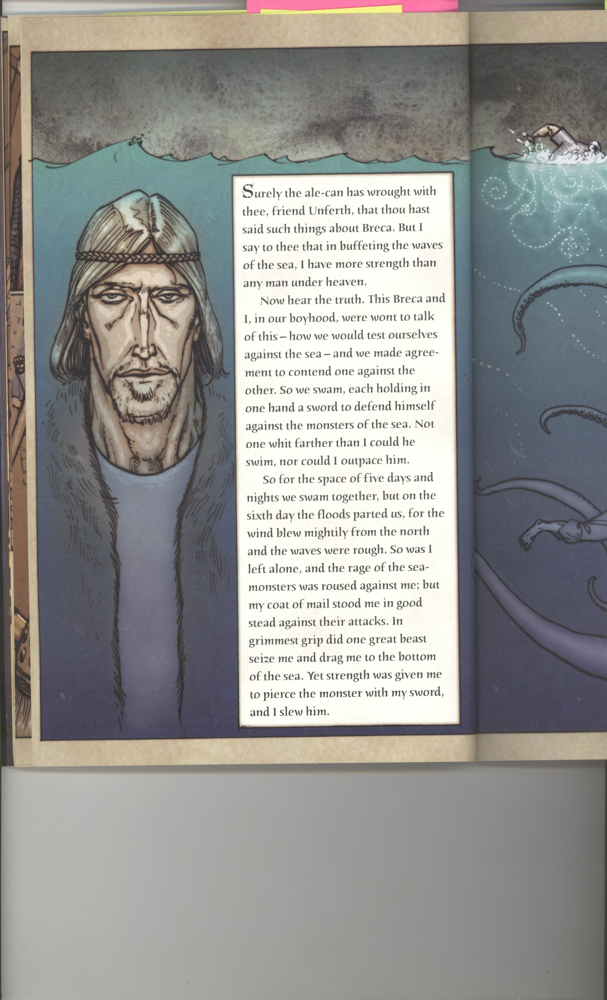 Surely the ale-can has wrought with
thee, friend Unferth, that thou hast
said such things about Breca. But I
say to thee that in buffeting the waves
of the sea, I have more strength than
any man under heaven.
Now hear the truth. This Breca and
I, in our boyhood, were wont to talk
of this – how we would test ourselves
against the sea – and we made agree-
ment to contend one against the
other. So we swam, each holding in
one hand a sword to defend himself
against the monsters of the sea. Not
one whit farther than I could he
swim, nor could I outpace him.
So for the space of five days and
nights we swam together, but on the
sixth day the floods parted us, for the
wind blew mightily from the north
and the waves were rough. So was I
left alone, and the rage of the sea-
monsters was roused against me; but
my coat of mail stood me in good
stead against their attacks. In
grimmest grip did one great beast
seize me and drag me to the bottom
of the sea. Yet strength was given me
to pierce the monster with my sword,
and I slew him.